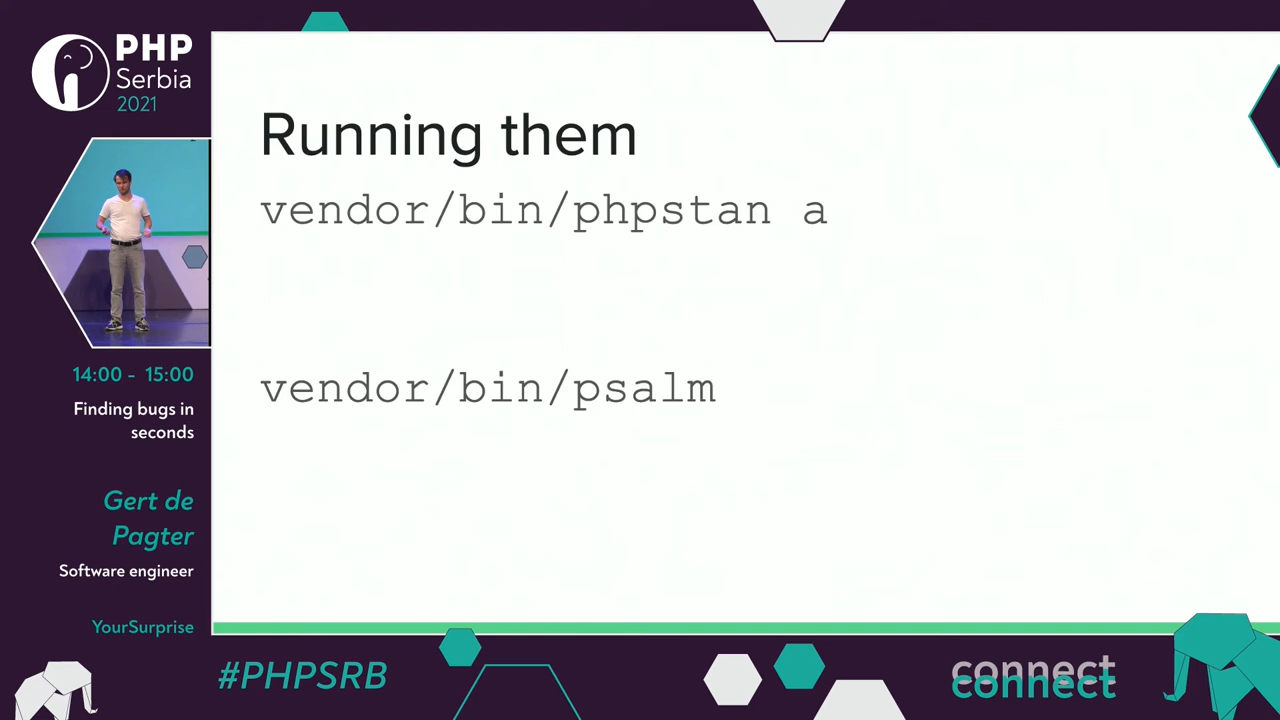 PHP
Serbia
2021
14:00 - 15:00
Finding bugs in
seconds
Gert de
Pagter
Software engineer
YourSurprise
Running them
vendor/bin/phpstan a
vendor/bin/psalm
#PHPSRB
connect
connect